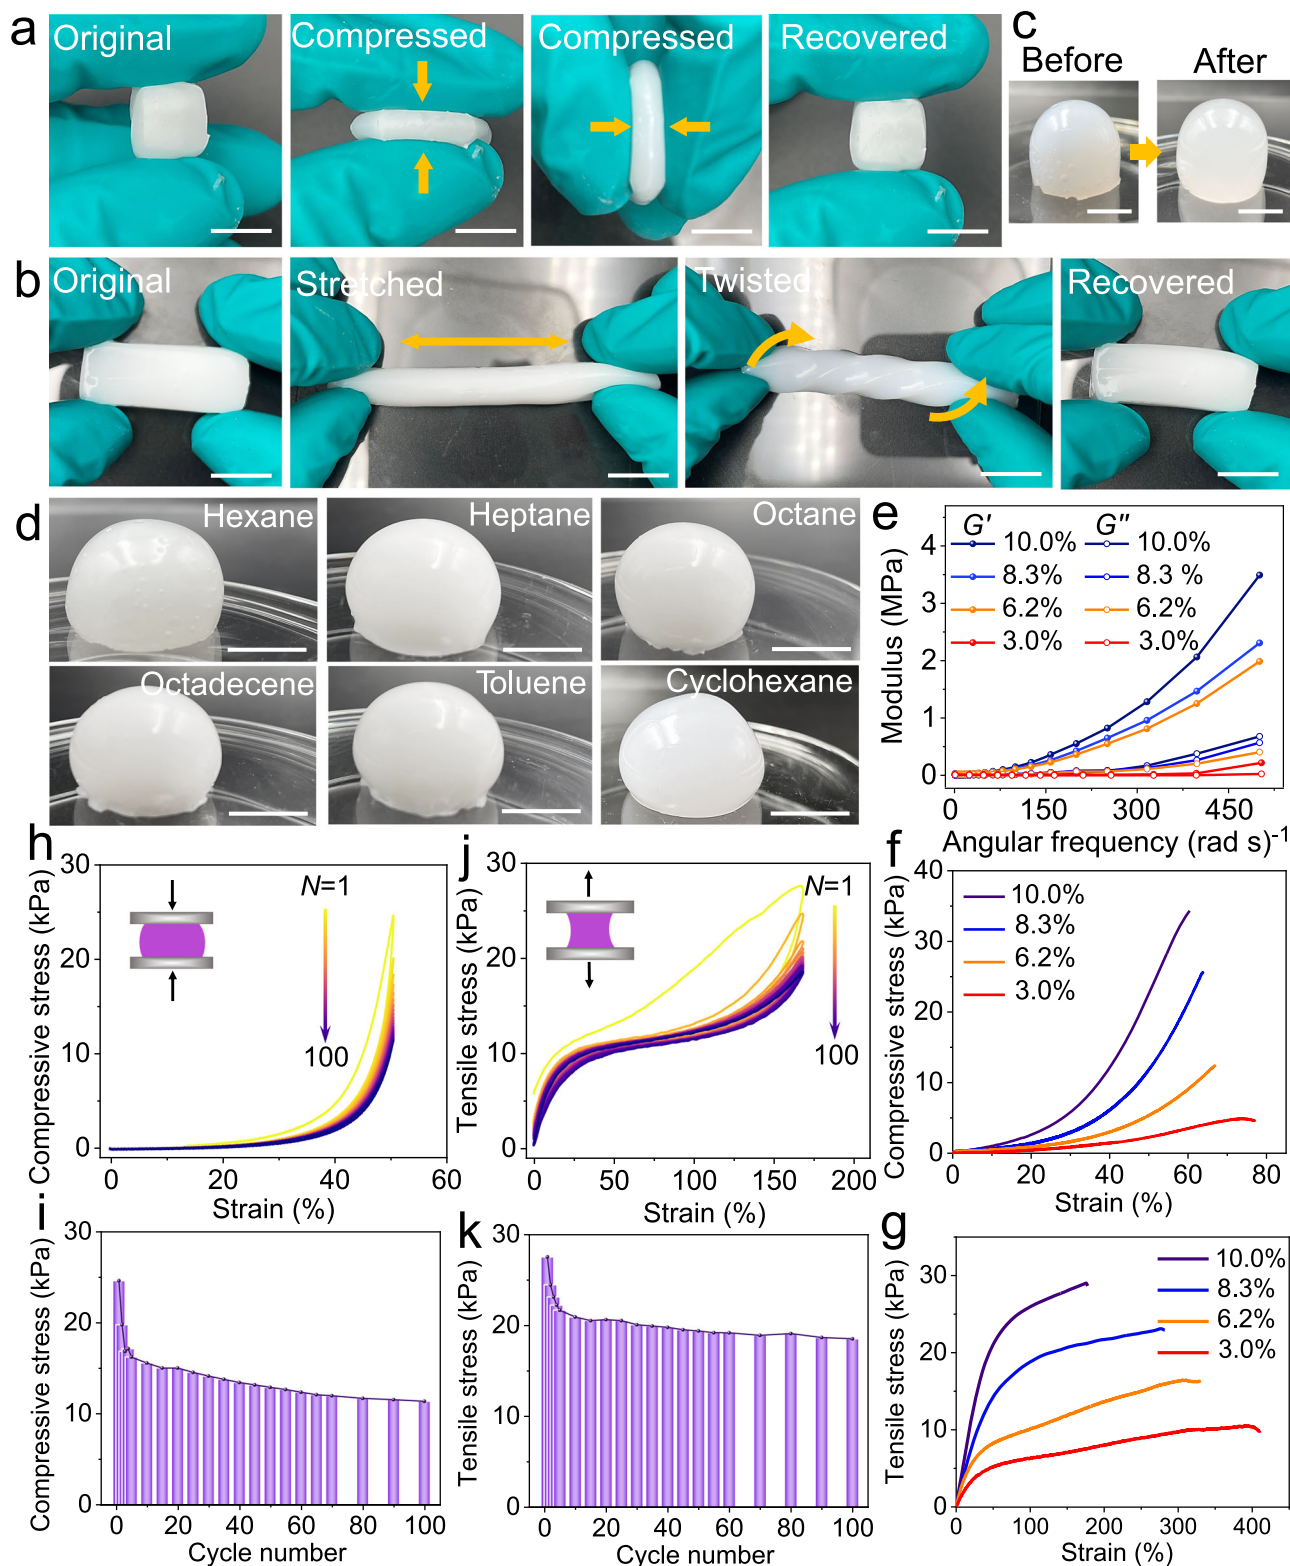 a
Original
Compressed
Compressed
Recovered
c
Before
After
b
Original
Stretched
Twisted
Recovered
d
Hexane
Heptane
Octane
Octadecene
Toluene
Cyclohexane
e
G' G''
10.0% 10.0%
8.3% 8.3 %
6.2% 6.2%
3.0% 3.0%
Modulus (MPa)
4
3
2
1
0
0 150 300 450
Angular frequency (rad s)-1
h
N=1
100
Compressive stress (kPa)
30
20
10
0
0 20 40 60
Strain (%)
j
N=1
100
Tensile stress (kPa)
30
20
10
0
0 50 100 150 200
Strain (%)
f
10.0%
8.3%
6.2%
3.0%
Compressive stress (kPa)
40
30
20
10
0
0 20 40 60 80
Strain (%)
i
Compressive stress (kPa)
30
20
10
0
0 20 40 60 80 100
Cycle number
k
Tensile stress (kPa)
30
20
10
0
0 20 40 60 80 100
Cycle number
g
10.0%
8.3%
6.2%
3.0%
Tensile stress (kPa)
30
20
10
0
0 100 200 300 400
Strain (%)